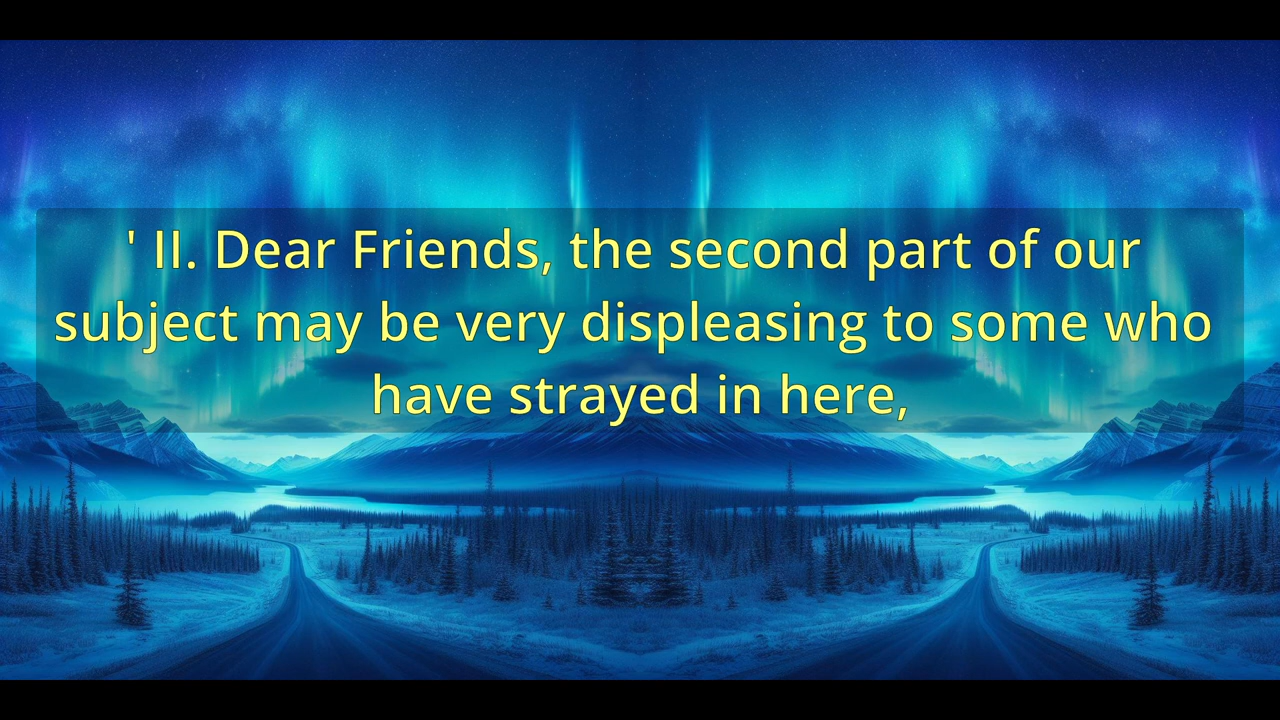 ' II. Dear Friends, the second part of our
subject may be very displeasing to some who
have strayed in here,